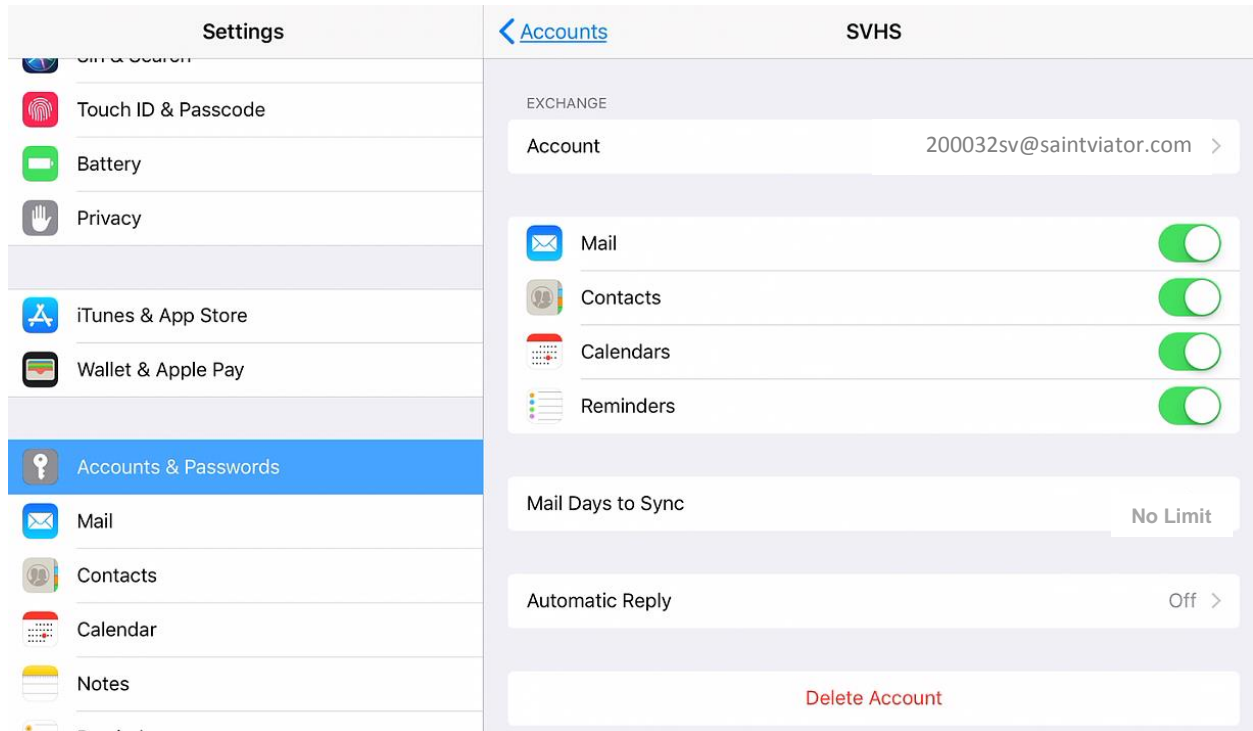 Settings
Touch ID & Passcode
Battery
Privacy
iTunes & App Store
Wallet & Apple Pay
Accounts & Passwords
Mail
Contacts
Calendar
Notes
Accounts
SVHS
EXCHANGE
Account 200032sv@saintviator.com
Mail
Contacts
Calendars
Reminders
Mail Days to Sync No Limit
Automatic Reply Off
Delete Account